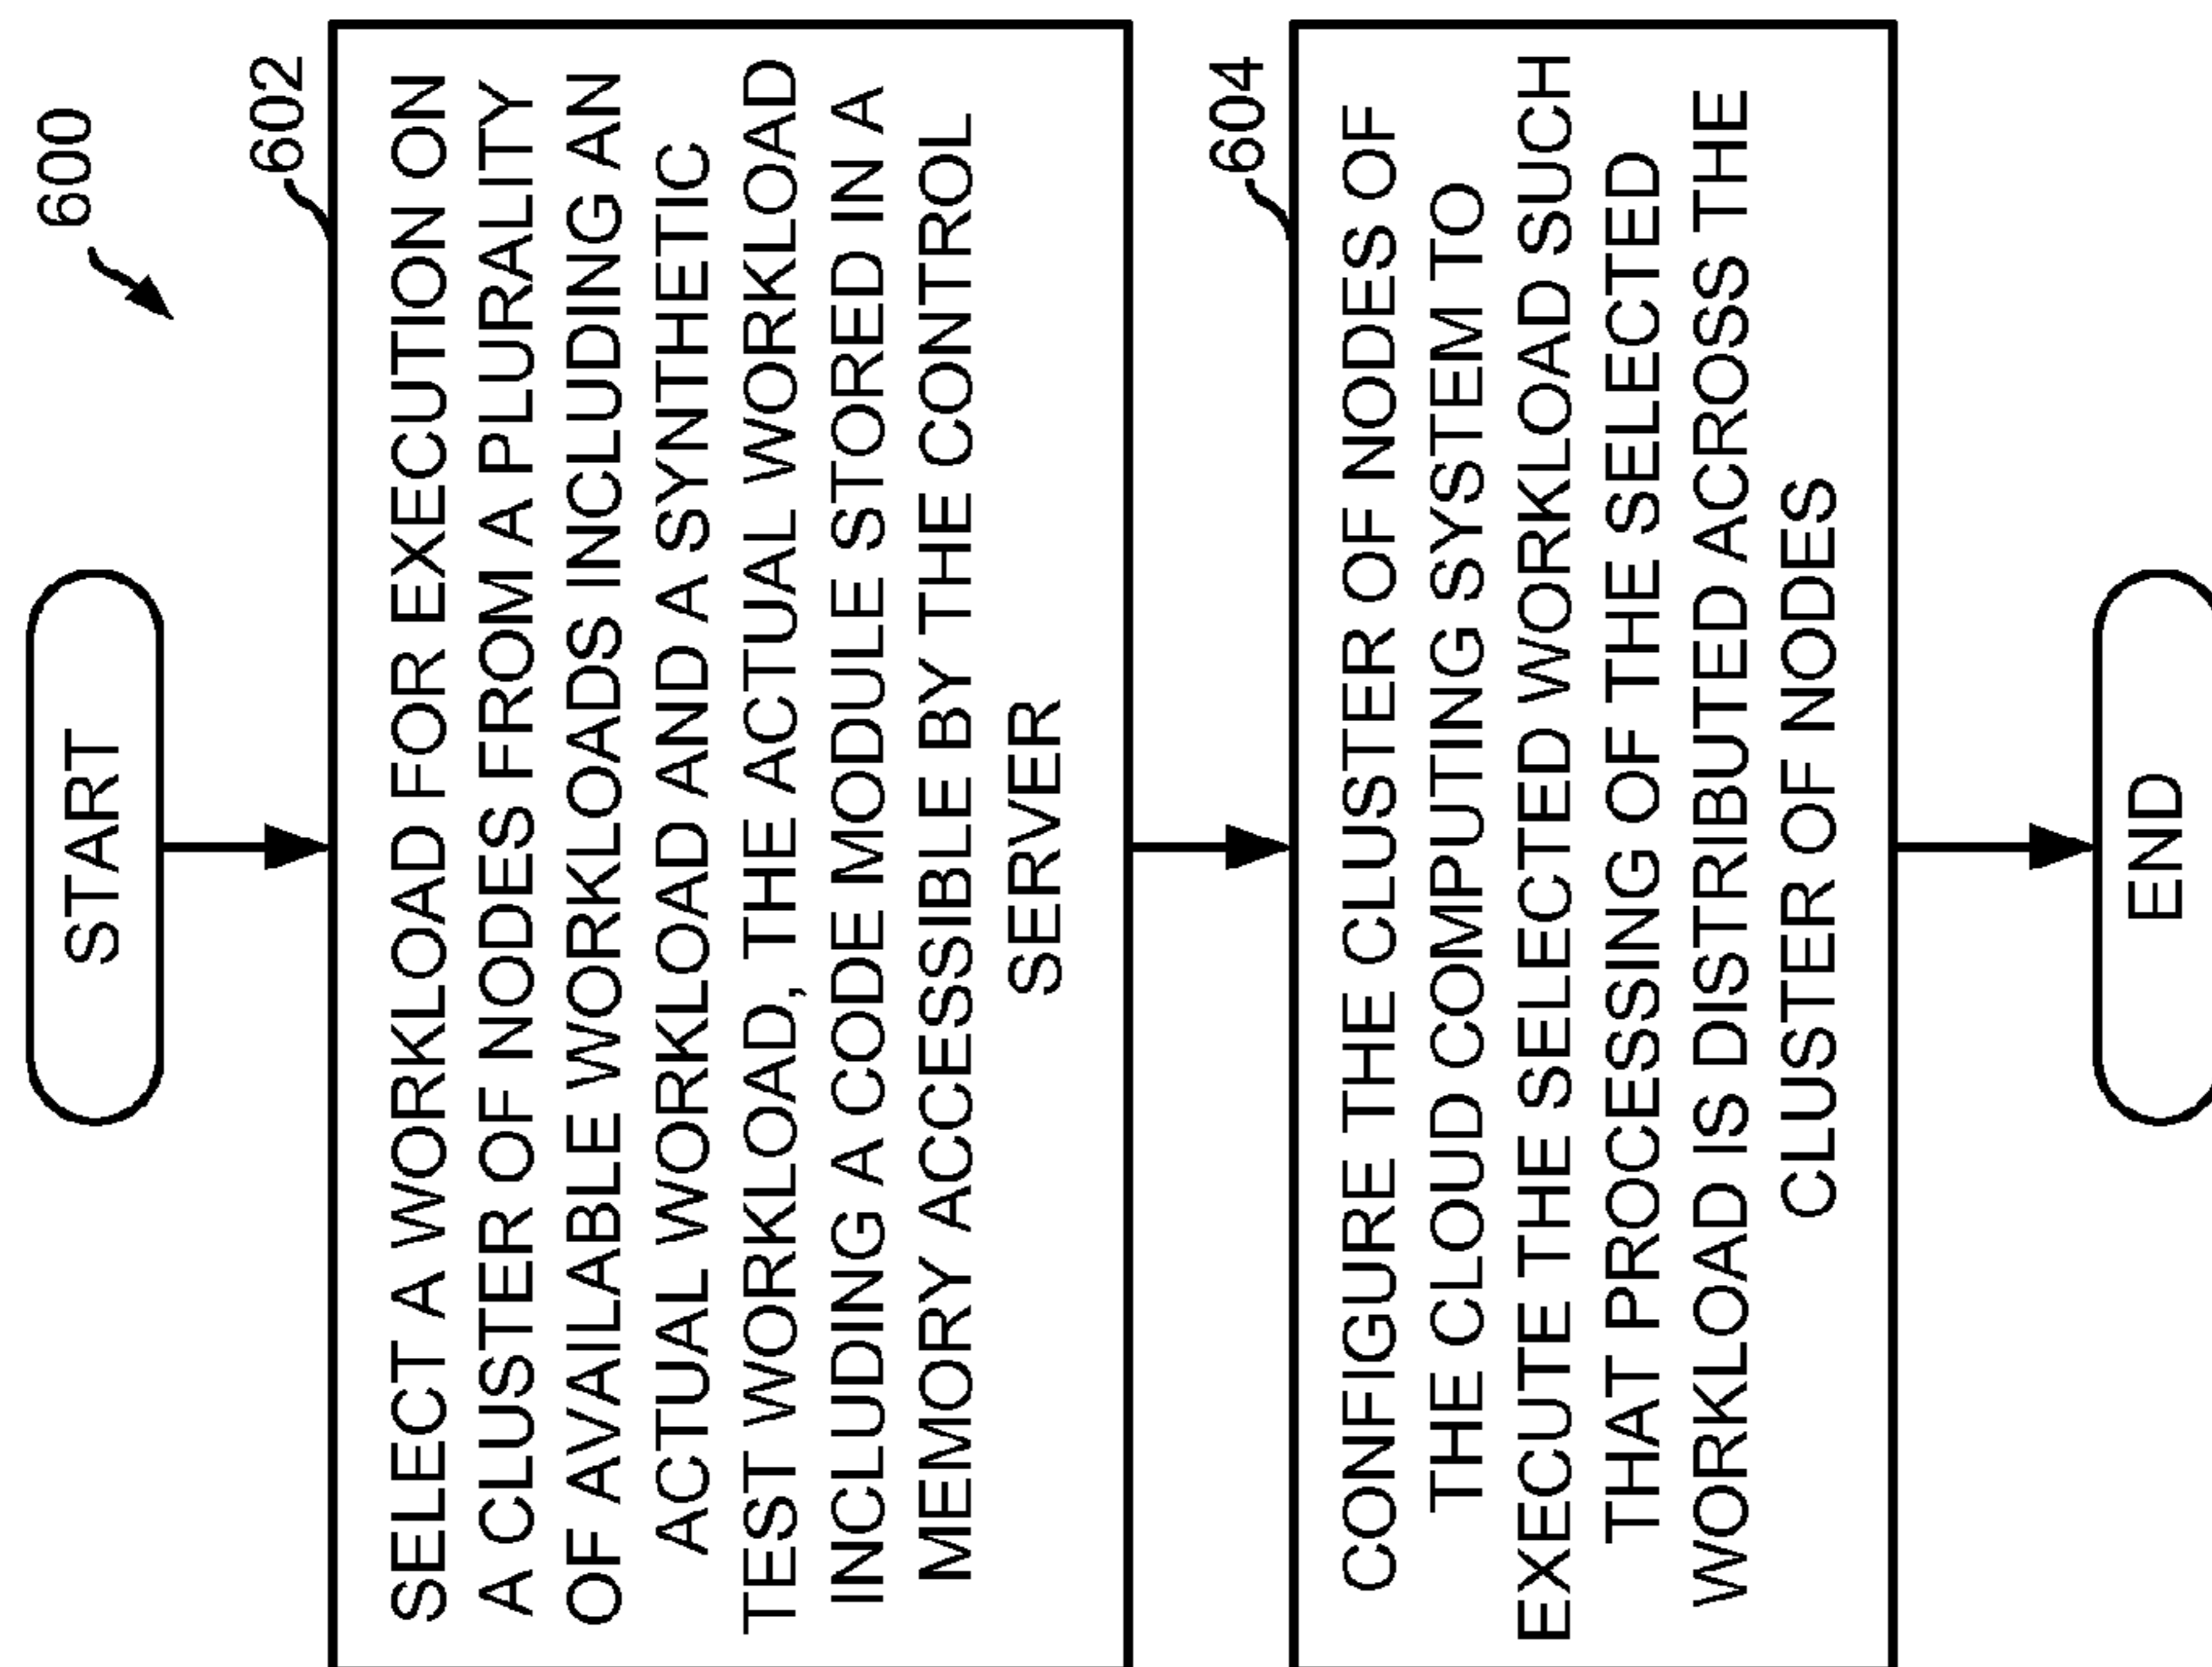 600
START
602
SELECT A WORKLOAD FOR EXECUTION ON
A CLUSTER OF NODES FROM A PLURALITY
OF AVAILABLE WORKLOADS INCLUDING AN
ACTUAL WORKLOAD AND A SYNTHETIC
TEST WORKLOAD, THE ACTUAL WORKLOAD
INCLUDING A CODE MODULE STORED IN A
MEMORY ACCESSIBLE BY THE CONTROL
SERVER
604
CONFIGURE THE CLUSTER OF NODES OF
THE CLOUD COMPUTING SYSTEM TO
EXECUTE THE SELECTED WORKLOAD SUCH
THAT PROCESSING OF THE SELECTED
WORKLOAD IS DISTRIBUTED ACROSS THE
CLUSTER OF NODES
END